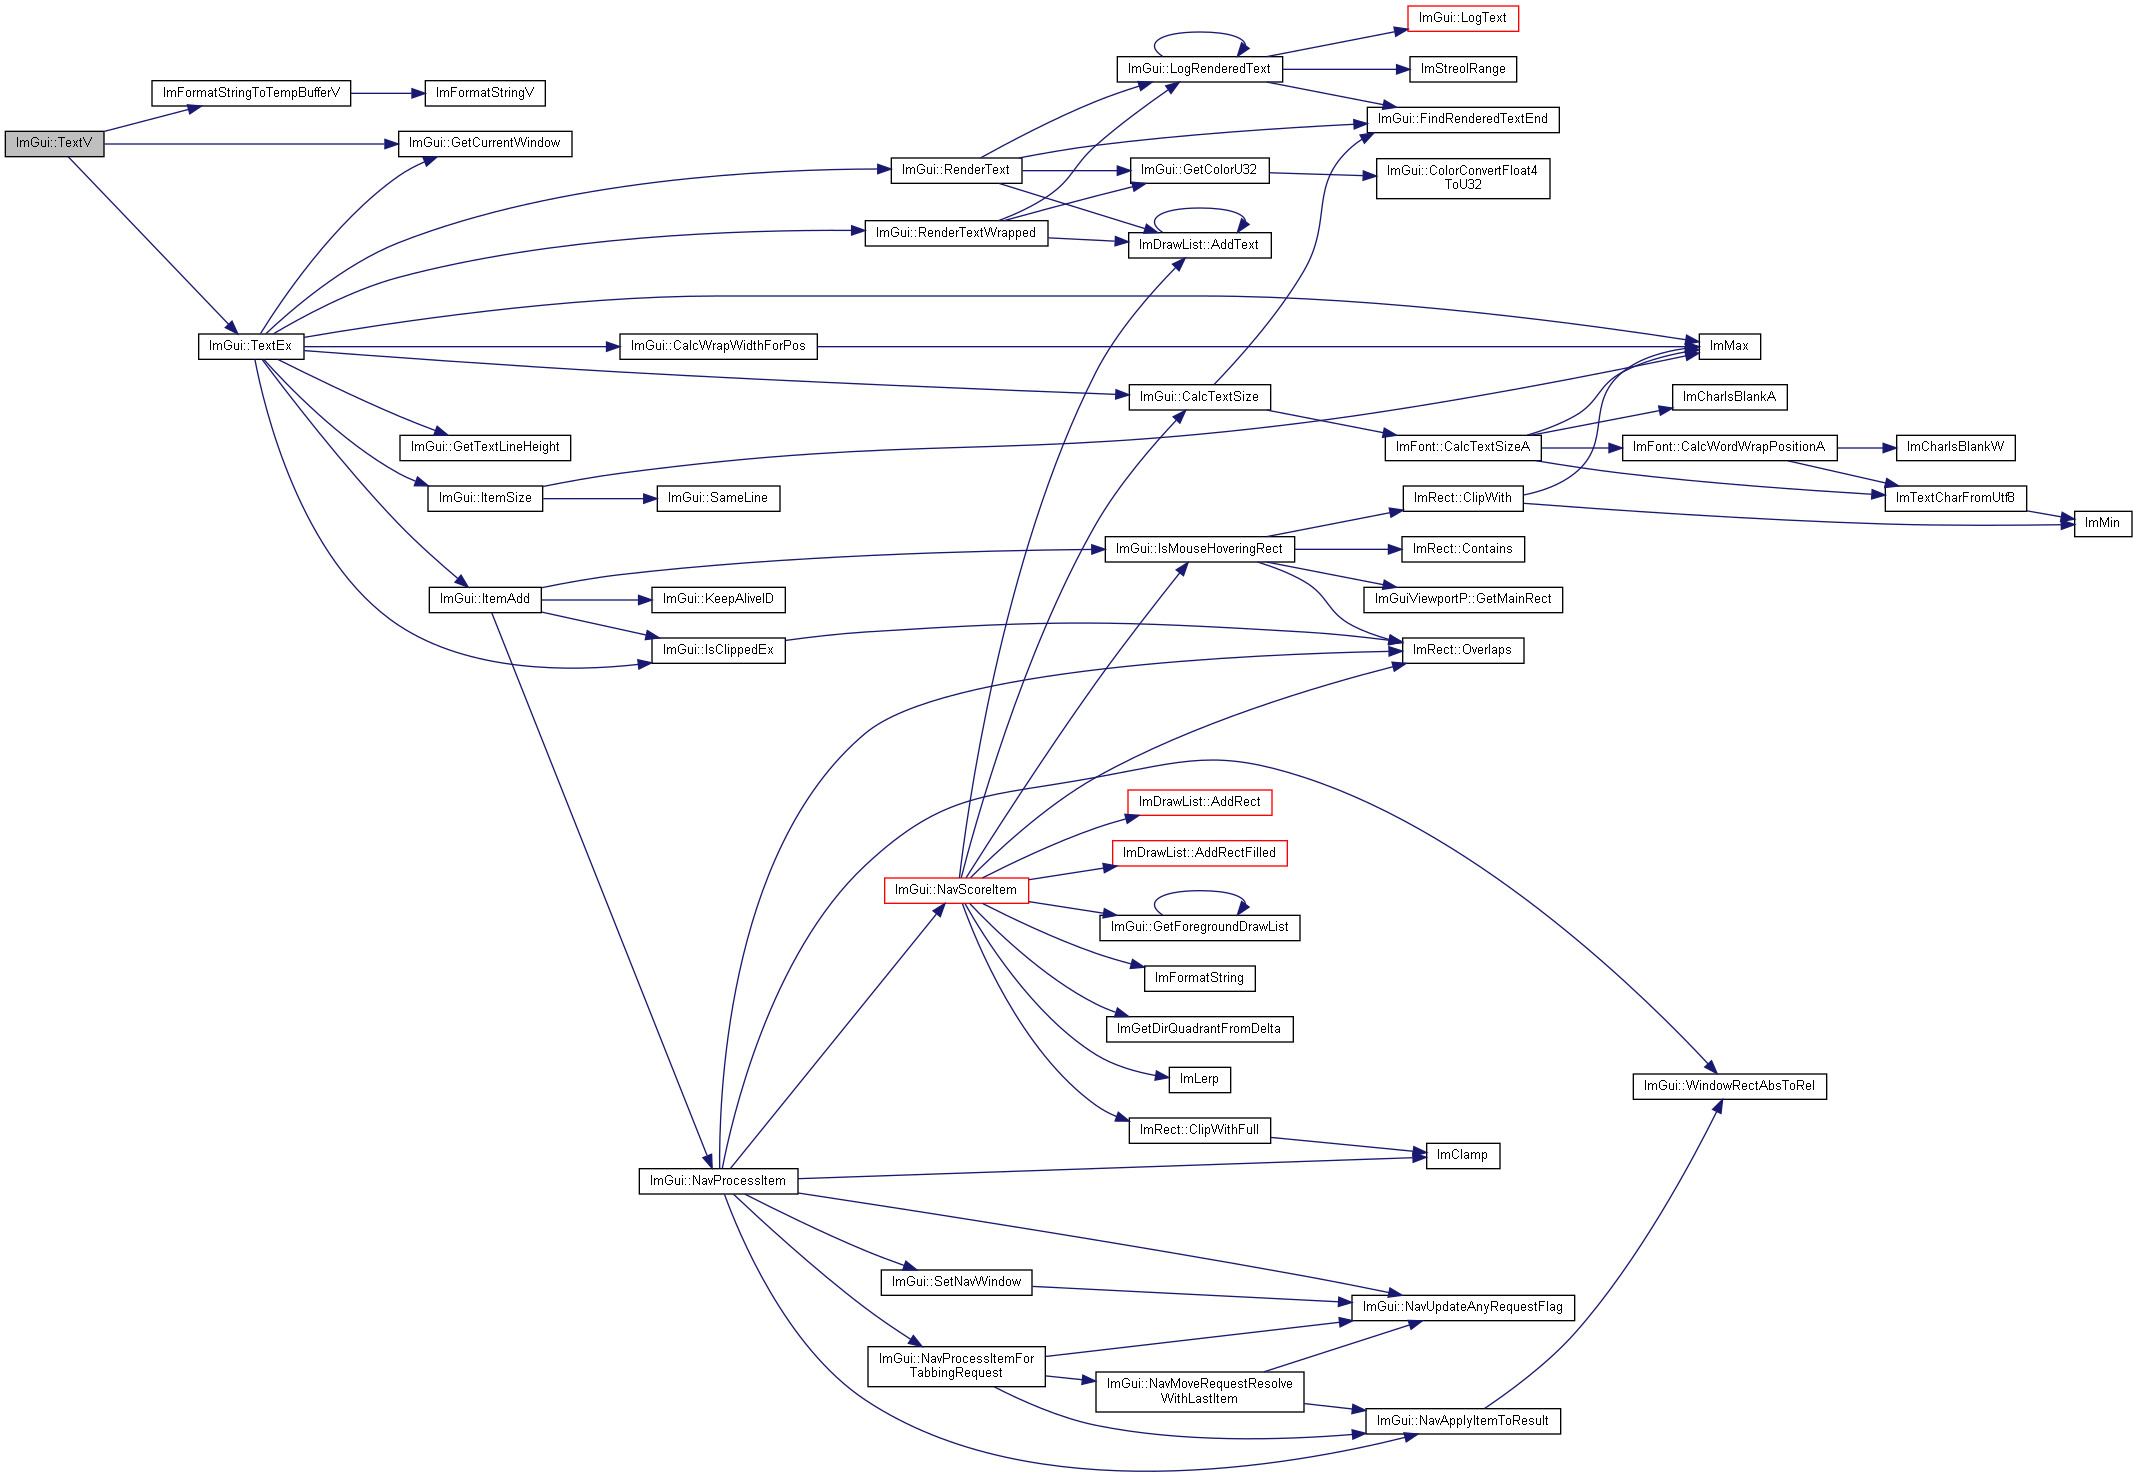 ImGui::TextV
ImFormatStringToTempBufferV
ImFormatStringV
ImGui::GetCurrentWindow
ImGui::TextEx
ImGui::CalcWrapWidthForPos
ImGui::GetTextLineHeight
ImGui::ItemSize
ImGui::SameLine
ImGui::ItemAdd
ImGui::KeepAliveID
ImGui::IsClippedEx
ImGui::RenderText
ImGui::RenderTextWrapped
ImGui::LogRenderedText
ImGui::LogText
ImStreolRange
ImGui::FindRenderedTextEnd
ImGui::GetColorU32
ImGui::ColorConvertFloat4
ToU32
ImDrawList::AddText
ImMax
ImGui::CalcTextSize
ImFont::CalcTextSizeA
ImCharIsBlankA
ImFont::CalcWordWrapPositionA
ImCharIsBlankW
ImTextCharFromUtf8
ImMin
ImGui::IsMouseHoveringRect
ImRect::ClipWith
ImRect::Contains
ImGuiViewportP::GetMainRect
ImRect::Overlaps
ImGui::NavScoreItem
ImDrawList::AddRect
ImDrawList::AddRectFilled
ImGui::GetForegroundDrawList
ImFormatString
ImGetDirQuadrantFromDelta
ImLerp
ImRect::ClipWithFull
ImClamp
ImGui::WindowRectAbsToRel
ImGui::NavProcessItem
ImGui::SetNavWindow
ImGui::NavUpdateAnyRequestFlag
ImGui::NavProcessItemFor
TabbingRequest
ImGui::NavMoveRequestResolve
WithLastItem
ImGui::NavApplyItemToResult